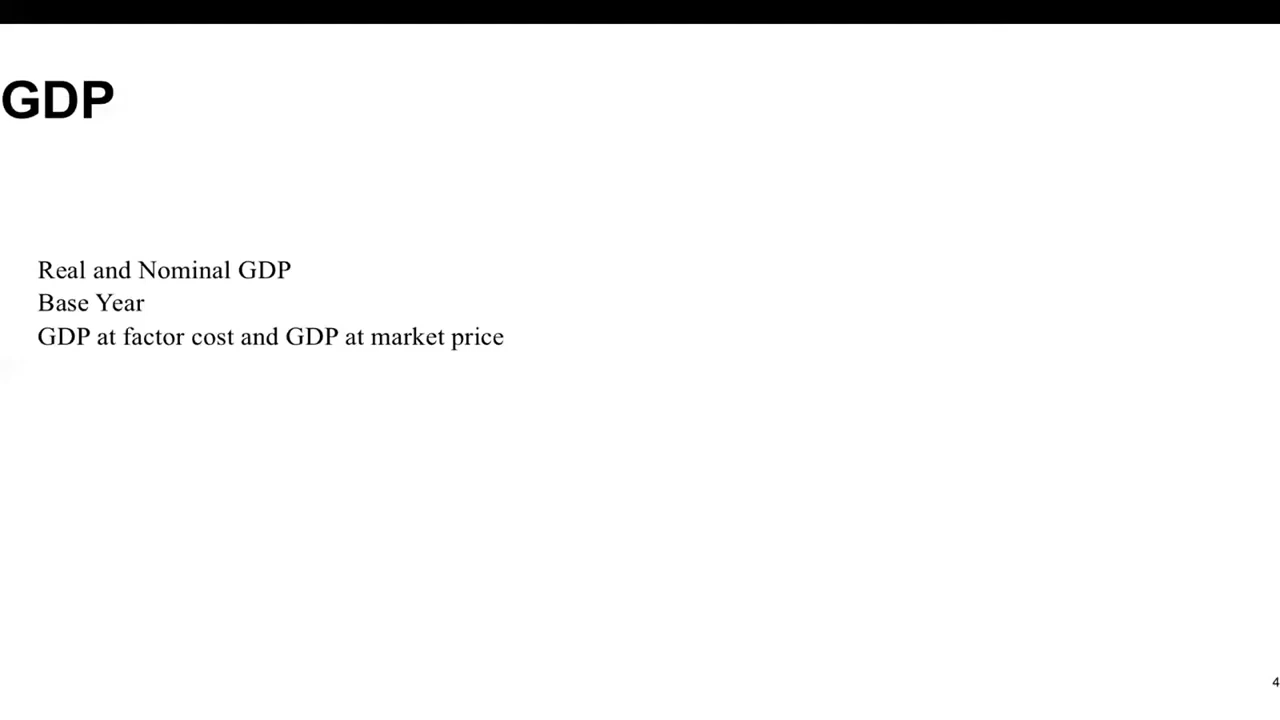 GDP
Real and Nominal GDP
Base Year
GDP at factor cost and GDP at market price
4